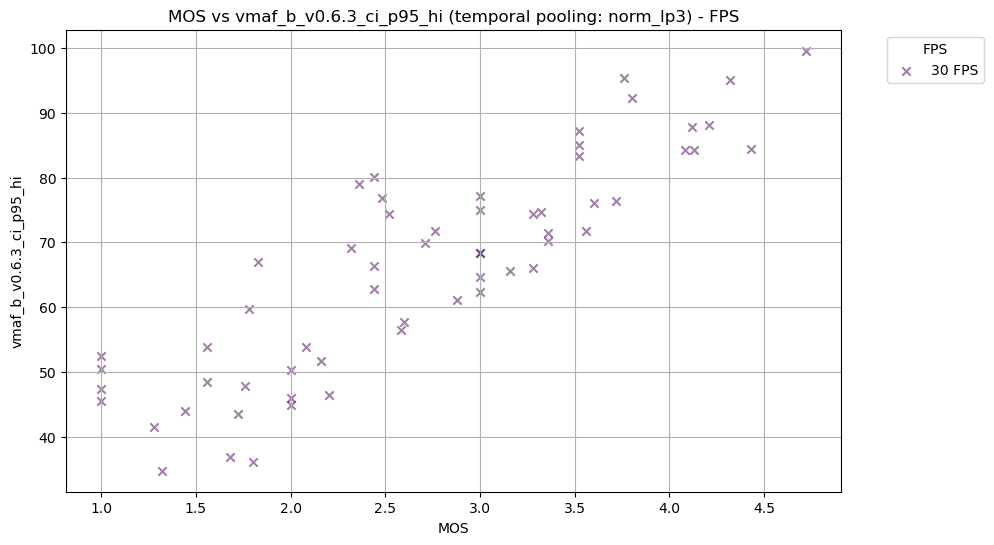 MOS vs vmaf_b_v0.6.3_ci_p95_hi (temporal pooling: norm_lp3) - FPS
FPS
30 FPS
vmaf_b_v0.6.3_ci_p95_hi
100
90
80
70
60
50
40
1.0 1.5 2.0 2.5 3.0 3.5 4.0 4.5
MOS